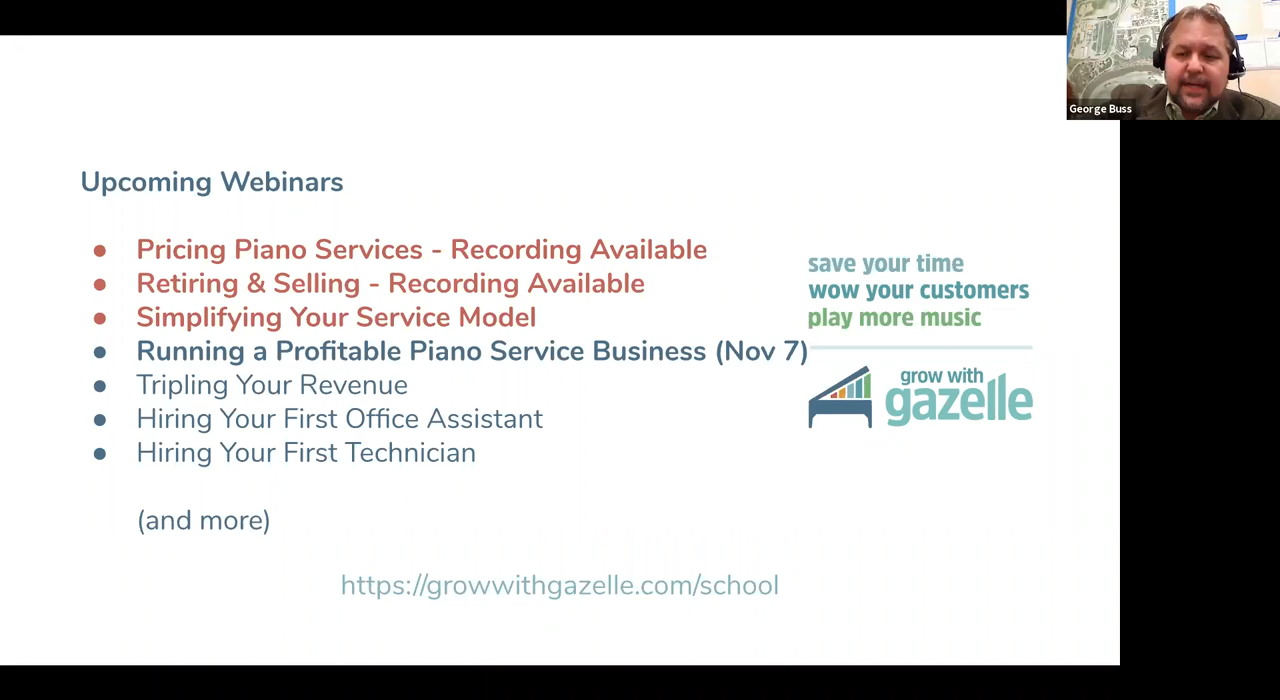 George Buss
Upcoming Webinars
● Pricing Piano Services - Recording Available
● Retiring & Selling - Recording Available
● Simplifying Your Service Model
● Running a Profitable Piano Service Business (Nov 7)
● Tripling Your Revenue
● Hiring Your First Office Assistant
● Hiring Your First Technician
(and more)
save your time
wow your customers
play more music
grow with
gazelle
https://growwithgazelle.com/school